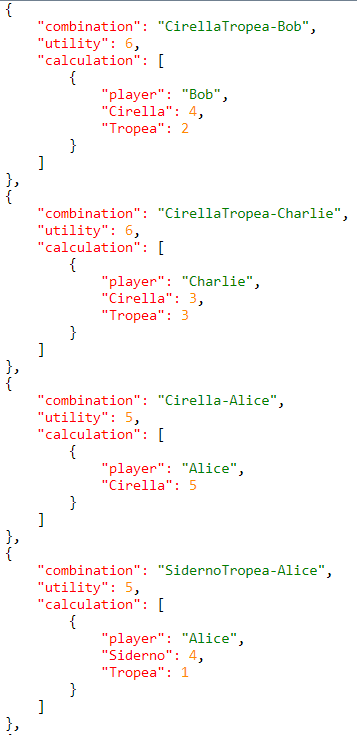 {
    "combination": "CirellaTropea-Bob",
    "utility": 6,
    "calculation": [
        {
            "player": "Bob",
            "Cirella": 4,
            "Tropea": 2
        }
    ]
},
{
    "combination": "CirellaTropea-Charlie",
    "utility": 6,
    "calculation": [
        {
            "player": "Charlie",
            "Cirella": 3,
            "Tropea": 3
        }
    ]
},
{
    "combination": "Cirella-Alice",
    "utility": 5,
    "calculation": [
        {
            "player": "Alice",
            "Cirella": 5
        }
    ]
},
{
    "combination": "SidernoTropea-Alice",
    "utility": 5,
    "calculation": [
        {
            "player": "Alice",
            "Siderno": 4,
            "Tropea": 1
        }
    ]
},